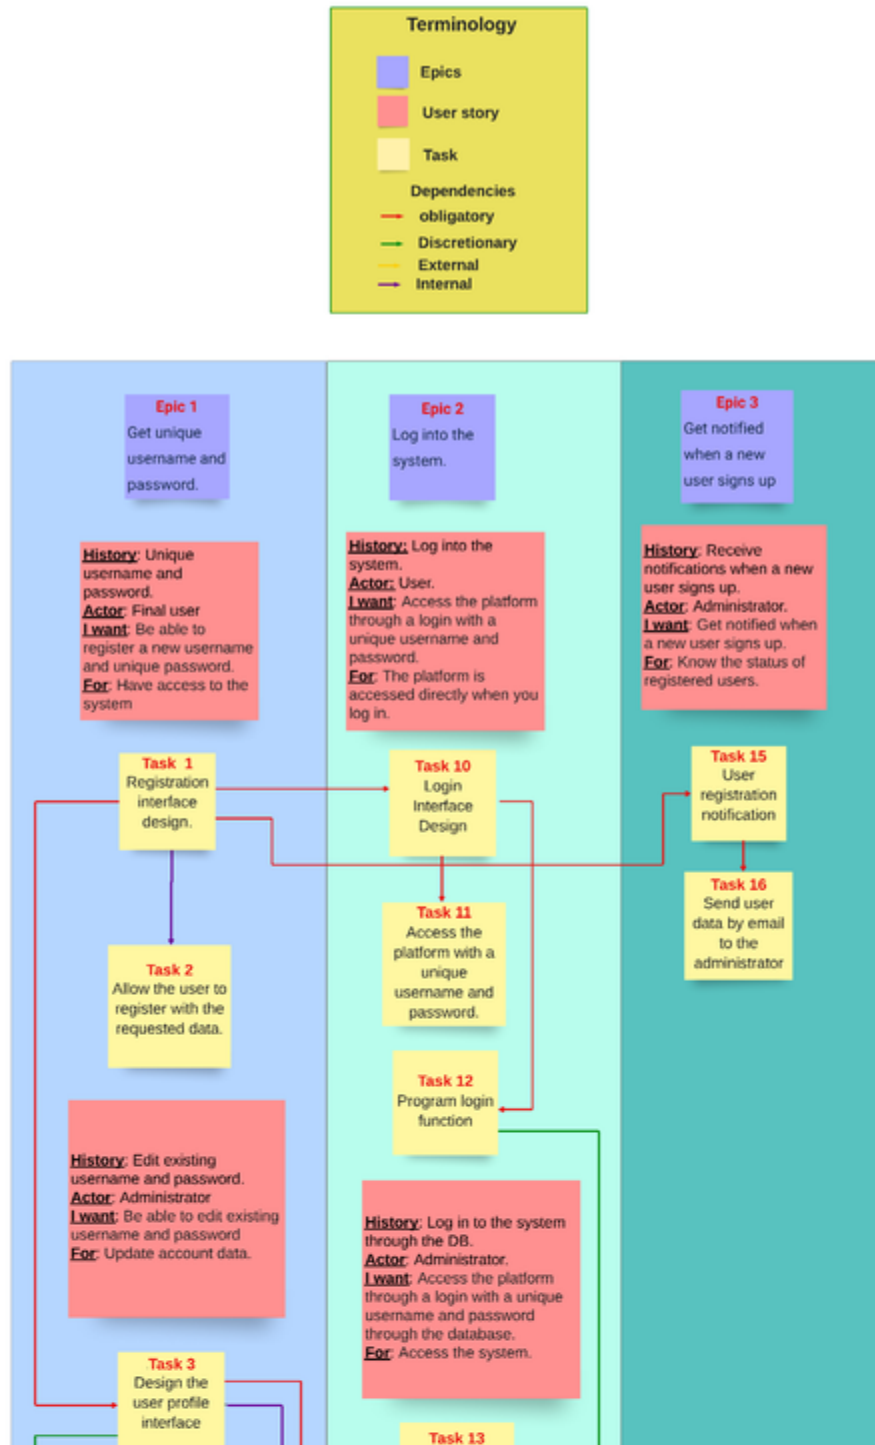 Terminology
Epics
User story
Task
Dependencies
obligatory
Discretionary
External
Internal
Epic 1
Get unique
username and
password.
History: Unique
username and
password.
Actor: Final user
I want: Be able to
register a new username
and unique password.
For: Have access to the
system
Task 1
Registration
interface
design.
Task 2
Allow the user to
register with the
requested data.
History: Edit existing
username and password.
Actor: Administrator
I want: Be able to edit existing
username and password
For: Update account data.
Task 3
Design the
user profile
interface
Epic 2
Log into the
system.
History: Log into the
system.
Actor: User.
I want: Access the platform
through a login with a
unique username and
password.
For: The platform is
accessed directly when you
log in.
Task 10
Login
Interface
Design
Task 11
Access the
platform with a
unique
username and
password.
Task 12
Program login
function
History: Log in to the system
through the DB.
Actor: Administrator.
I want: Access the platform
through a login with a unique
username and password
through the database.
For: Access the system.
Task 13
Epic 3
Get notified
when a new
user signs up
History: Receive
notifications when a new
user signs up.
Actor: Administrator.
I want: Get notified when
a new user signs up.
For: Know the status of
registered users.
Task 15
User
registration
notification
Task 16
Send user
data by email
to the
administrator